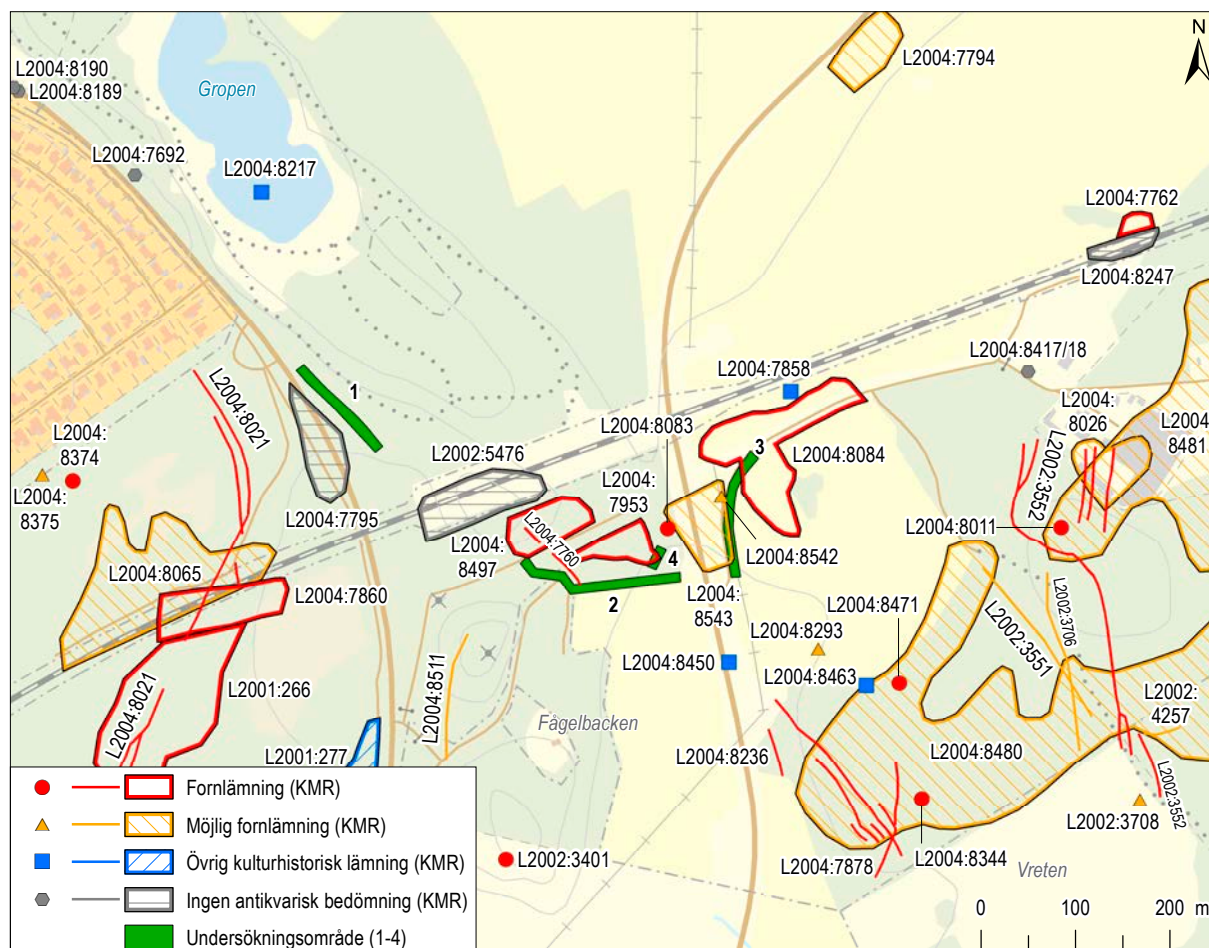 N
L2004:8190
L2004:8189
Gropen
L2004:7794
L2004:7692
L2004:8217
L2004:7762
L2004:8247
L2004:8417/18
L2004:7858
L2004:8021
1
L2004:
8374
L2004:
8375
L2004:8083
L2004:
8026
L2004:
8481
L2002:3552
L2002:5476
L2004:
7953
3
L2004:8084
L2004:7795
L2004:7760
L2004:
8497
4
L2004:8542
L2004:8011
L2004:8065
L2004:7860
2
L2004:
8543
L2004:8471
L2004:8293
L2002:3706
L2002:3551
L2004:8450
L2004:8463
L2001:266
L2004:8021
L2004:8511
L2002:
4257
Fågelbacken
L2001:277
L2004:8236
L2004:8480
L2002:3552
L2002:3708
L2002:3401
L2004:7878
L2004:8344
Vreten
Fornlämning (KMR)
Möjlig fornlämning (KMR)
Övrig kulturhistorisk lämning (KMR)
Ingen antikvarisk bedömning (KMR)
Undersökningsområde (1-4)
0 100 200 m